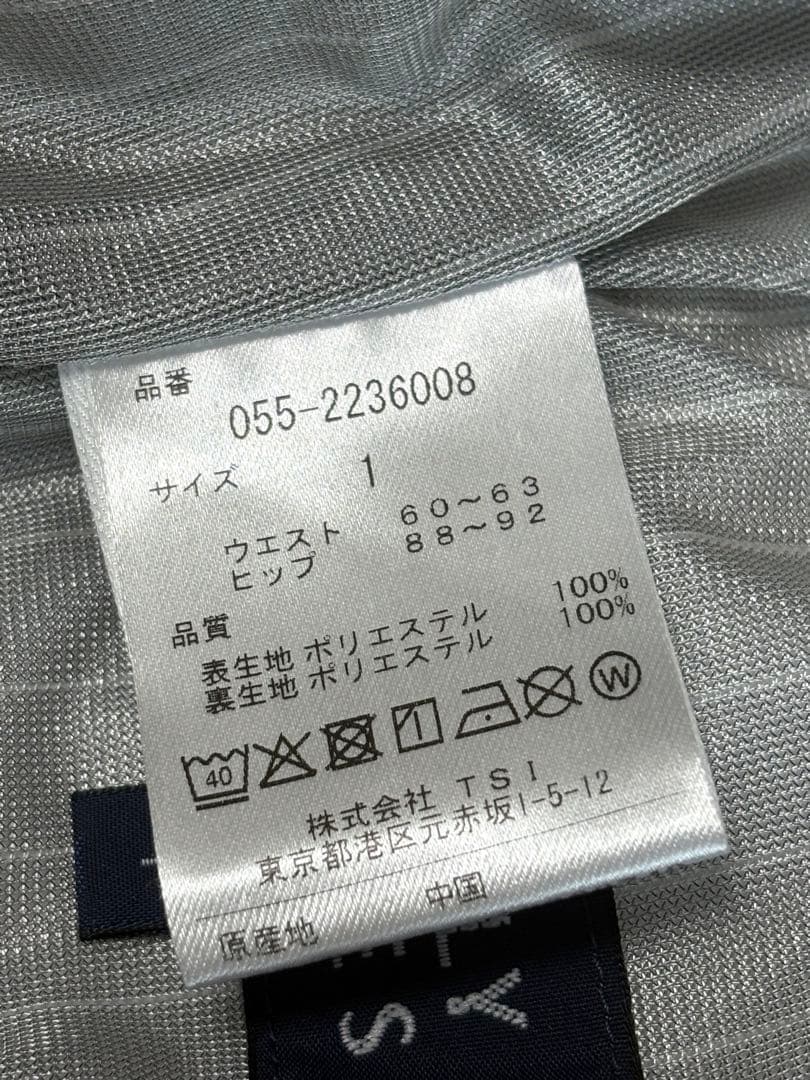 品番
055-2236008
サイズ 1
ウエスト 60～63
ヒップ 88～92
品質
表生地 ポリエステル 100%
裏生地 ポリエステル 100%
40 W
株式会社 TSI
東京都港区元赤坂1-5-12
原産地 中国
LY
S